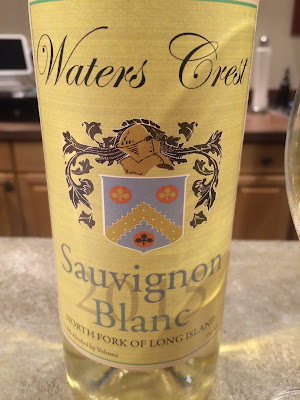 Waters Crest
Sauvignon
Blanc
NORTH FORK OF LONG ISLAND
by Volume